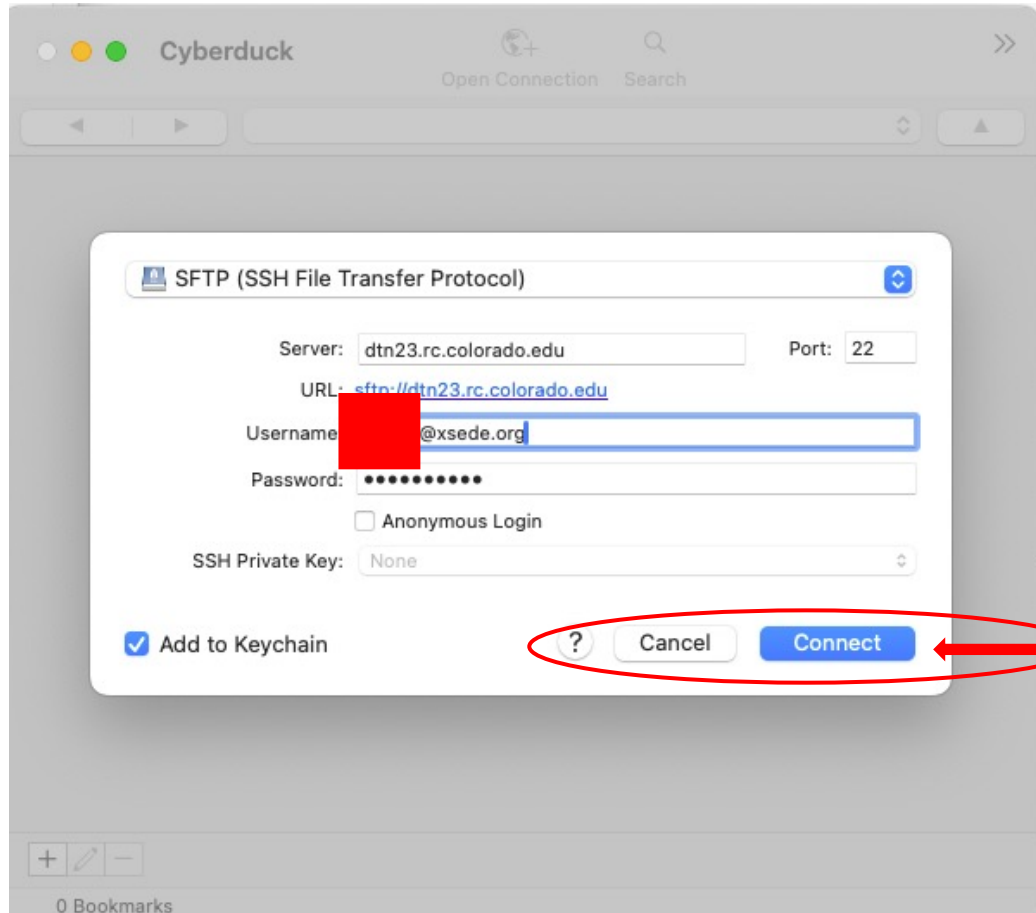 Cyberduck
Open Connection
Search
SFTP (SSH File Transfer Protocol)
Server: dtn23.rc.colorado.edu Port: 22
URL: sftp://dtn23.rc.colorado.edu
Username @xsede.org
Password: ••••••••••
Anonymous Login
SSH Private Key: None
Add to Keychain ? Cancel Connect
0 Bookmarks